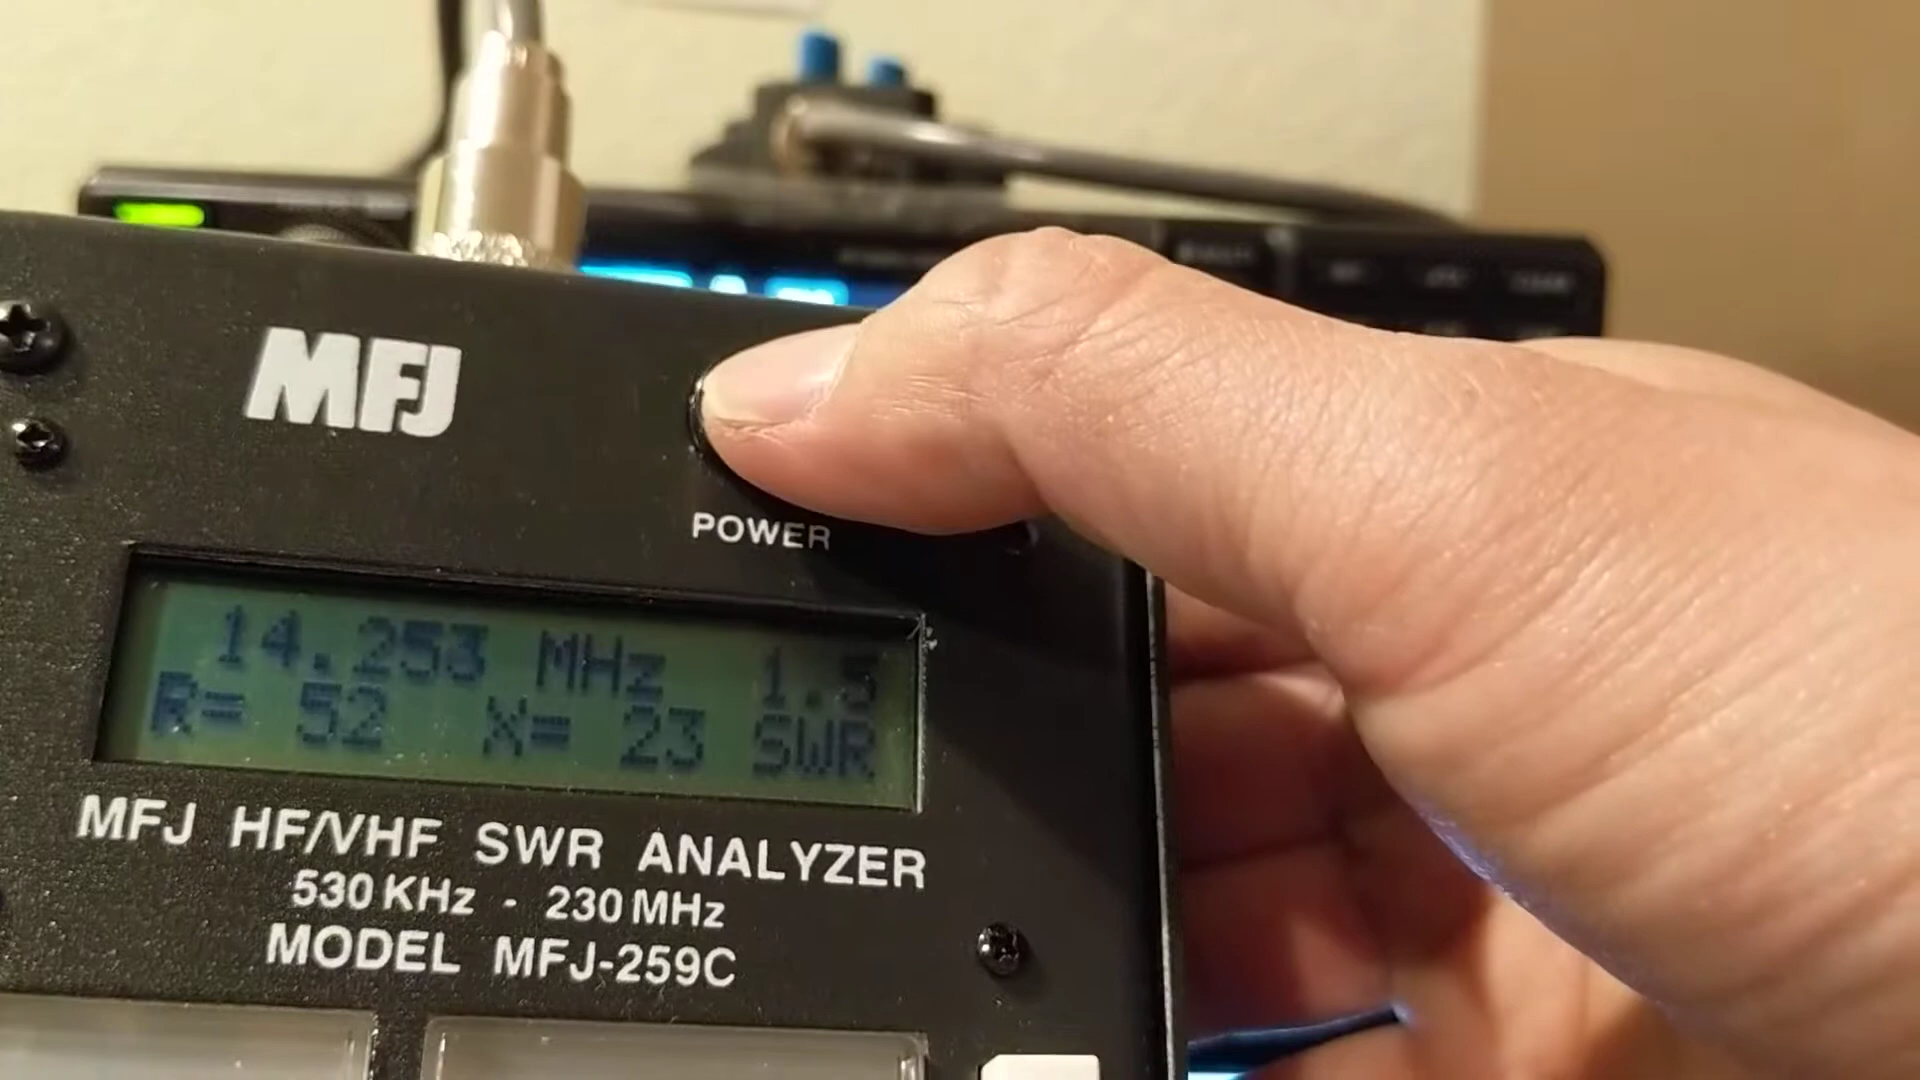 MFJ
POWER
14.253 MHz 1.5
R= 52 X= 23 SWR
MFJ HF/VHF SWR ANALYZER
530 KHz - 230 MHz
MODEL MFJ-259C